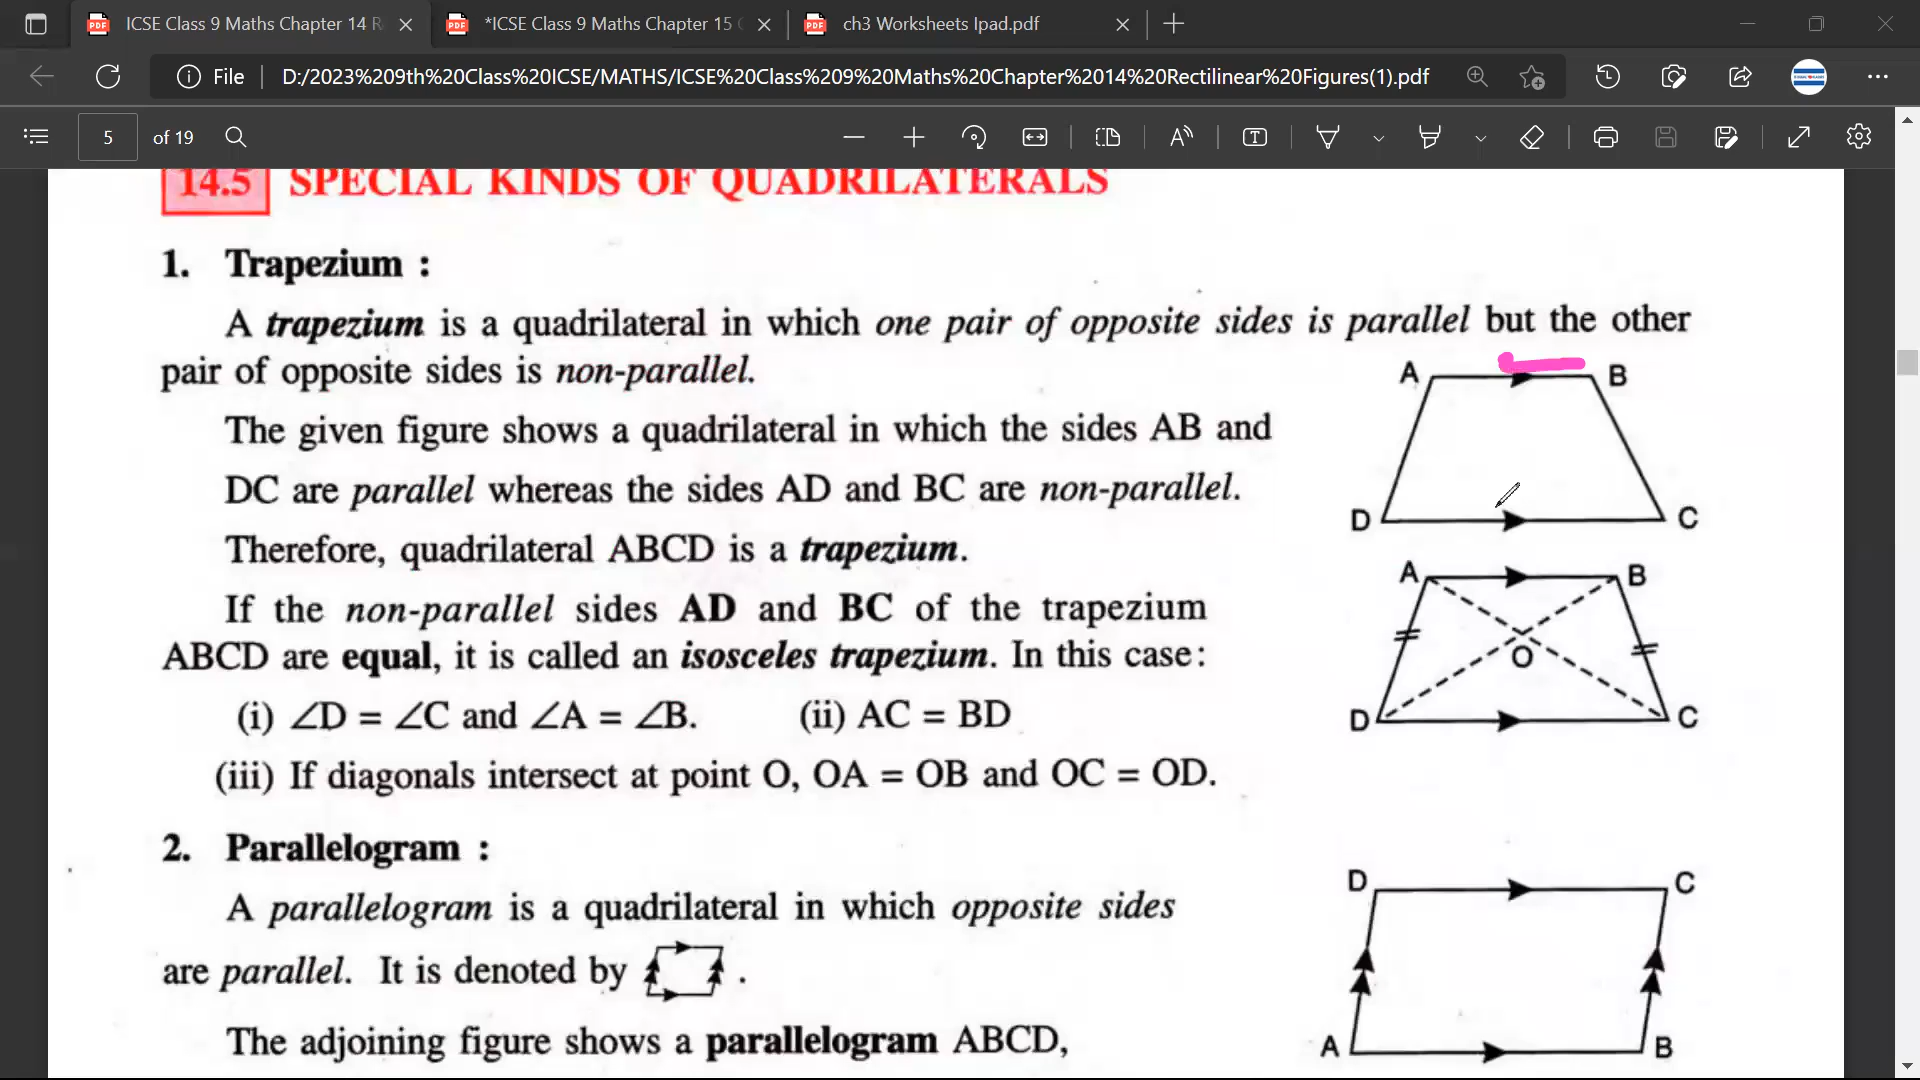 ICSE Class 9 Maths Chapter 14 R
*ICSE Class 9 Maths Chapter 15
ch3 Worksheets Ipad.pdf
File
D:/2023%209th%20Class%20ICSE/MATHS/ICSE%20Class%209%20Maths%20Chapter%2014%20Rectilinear%20Figures(1).pdf
5 of 19
14.5 SPECIAL KINDS OF QUADRILATERALS
1. Trapezium :
A trapezium is a quadrilateral in which one pair of opposite sides is parallel but the other
pair of opposite sides is non-parallel.
A B
The given figure shows a quadrilateral in which the sides AB and
DC are parallel whereas the sides AD and BC are non-parallel.
D C
Therefore, quadrilateral ABCD is a trapezium.
A B
If the non-parallel sides AD and BC of the trapezium
ABCD are equal, it is called an isosceles trapezium. In this case:
O
(i) ∠D = ∠C and ∠A = ∠B. (ii) AC = BD
D C
(iii) If diagonals intersect at point O, OA = OB and OC = OD.
2. Parallelogram :
D C
A parallelogram is a quadrilateral in which opposite sides
are parallel. It is denoted by .
The adjoining figure shows a parallelogram ABCD,
A B